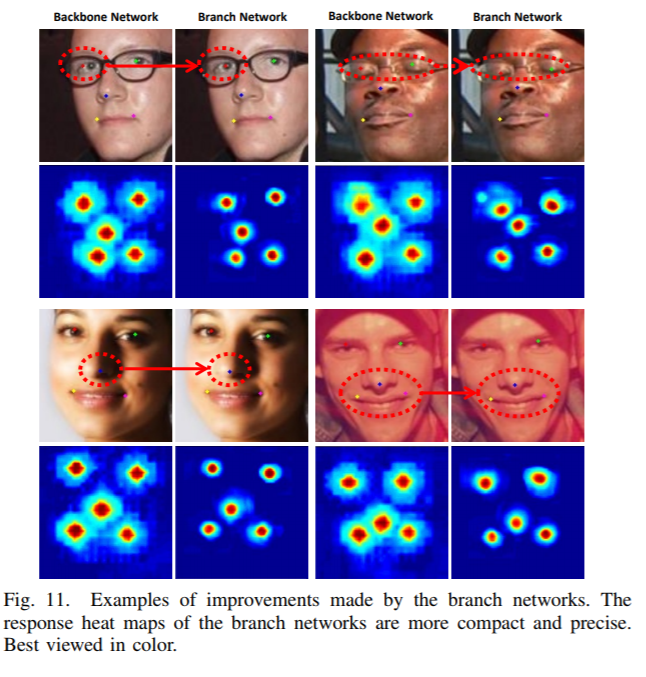 Backbone Network Branch Network Backbone Network Branch Network
Fig. 11. Examples of improvements made by the branch networks. The
response heat maps of the branch networks are more compact and precise.
Best viewed in color.